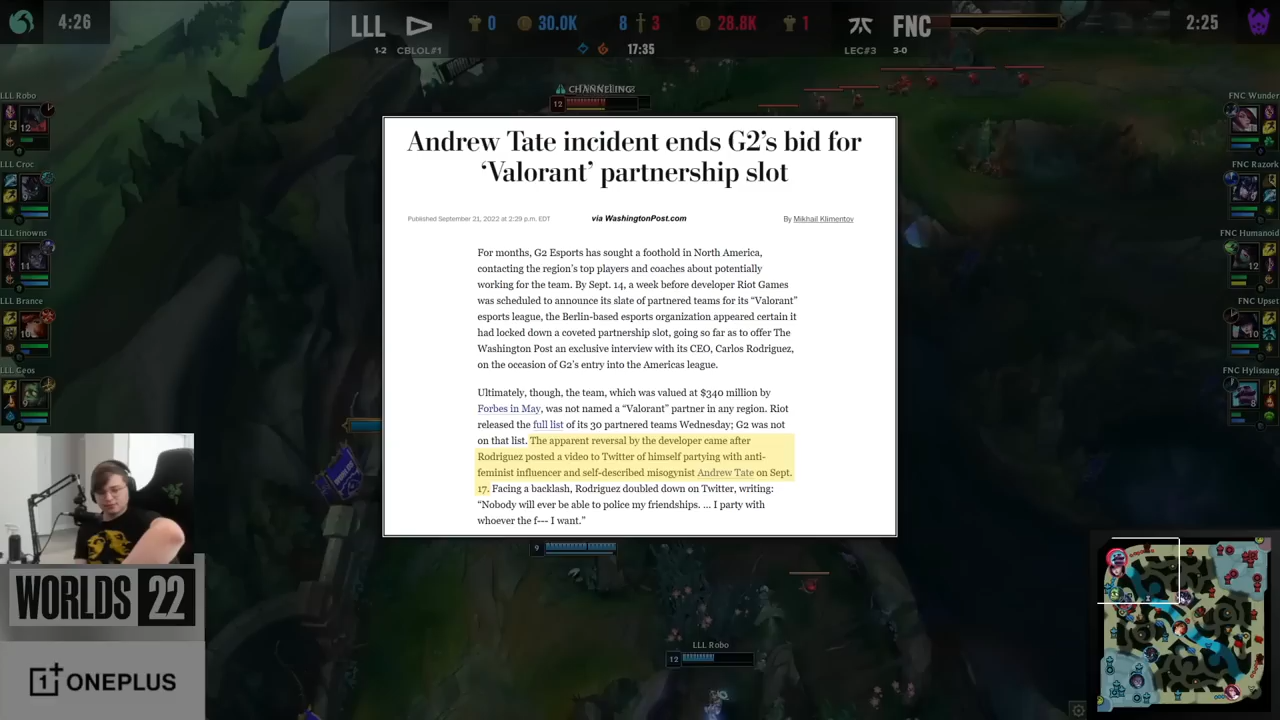 4:26
LLL
1-2 CBLOL#1
0
30.0K
8
3
28.8K
1
17:35
FNC
LEC#3 3-0
2:25
LLL Robo
12
LLL Croc
9
LLL tinowns
11
LLL Brance
10
LLL Geos
CHANNELING
12
FNC Wunder
FNC Razork
FNC Humanoid
12
FNC Upset
10
FNC Hylissang
8
Andrew Tate incident ends G2’s bid for
‘Valorant’ partnership slot
Published September 21, 2022 at 2:29 p.m. EDT
via WashingtonPost.com
By Mikhail Klimentov
For months, G2 Esports has sought a foothold in North America,
contacting the region’s top players and coaches about potentially
working for the team. By Sept. 14, a week before developer Riot Games
was scheduled to announce its slate of partnered teams for its “Valorant”
esports league, the Berlin-based esports organization appeared certain it
had locked down a coveted partnership slot, going so far as to offer The
Washington Post an exclusive interview with its CEO, Carlos Rodriguez,
on the occasion of G2’s entry into the Americas league.
Ultimately, though, the team, which was valued at $340 million by
Forbes in May, was not named a “Valorant” partner in any region. Riot
released the full list of its 30 partnered teams Wednesday; G2 was not
on that list. The apparent reversal by the developer came after
Rodriguez posted a video to Twitter of himself partying with anti-
feminist influencer and self-described misogynist Andrew Tate on Sept.
17. Facing a backlash, Rodriguez doubled down on Twitter, writing:
“Nobody will ever be able to police my friendships. … I party with
whoever the f--- I want.”
9
LLL Robo
12
WORLDS 22
1+ ONEPLUS